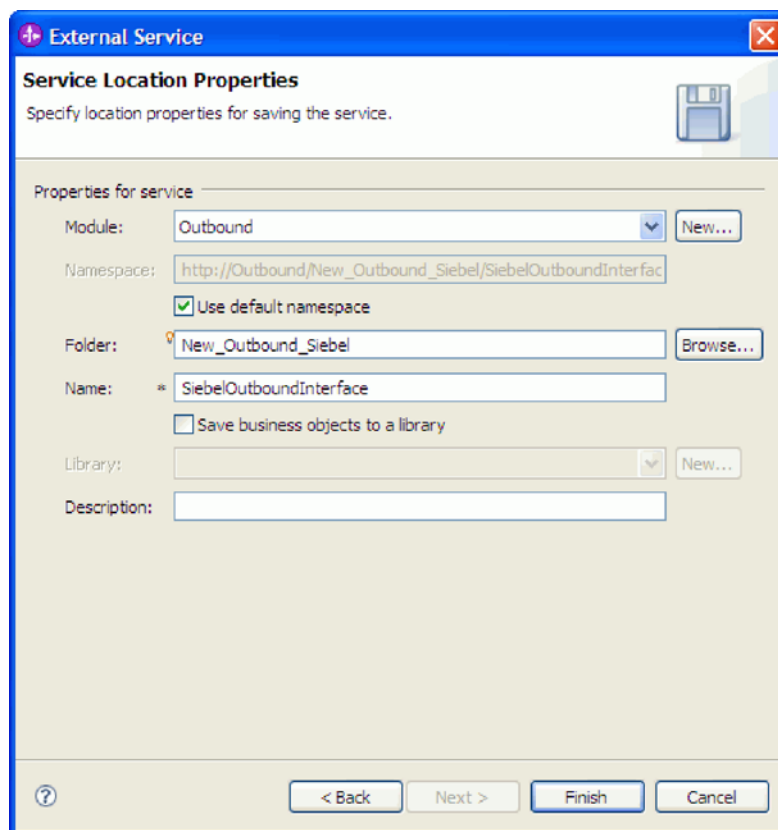 External Service
Service Location Properties
Specify location properties for saving the service.
Properties for service
Module: Outbound New...
Namespace: http://Outbound/New_Outbound_Siebel/SiebelOutboundInterfac
Use default namespace
Folder: New_Outbound_Siebel Browse...
Name: * SiebelOutboundInterface
Save business objects to a library
Library: New...
Description:
? < Back Next > Finish Cancel